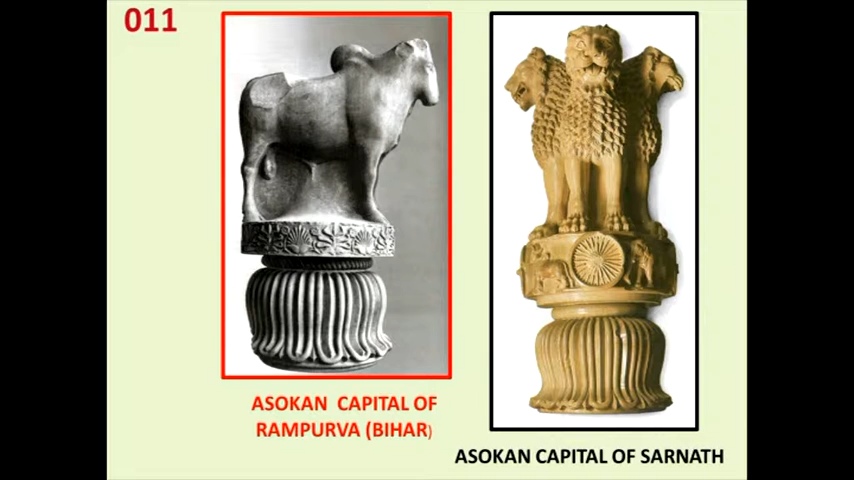 011
ASOKAN CAPITAL OF
RAMPURVA (BIHAR)
ASOKAN CAPITAL OF SARNATH